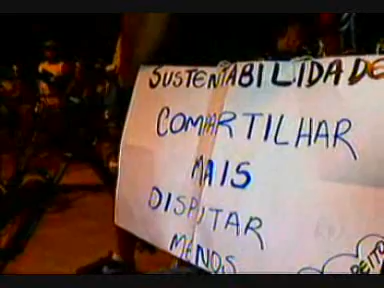 SUSTENTABILIDADE
COMPARTILHAR
MAIS
DISPUTAR
MENOS